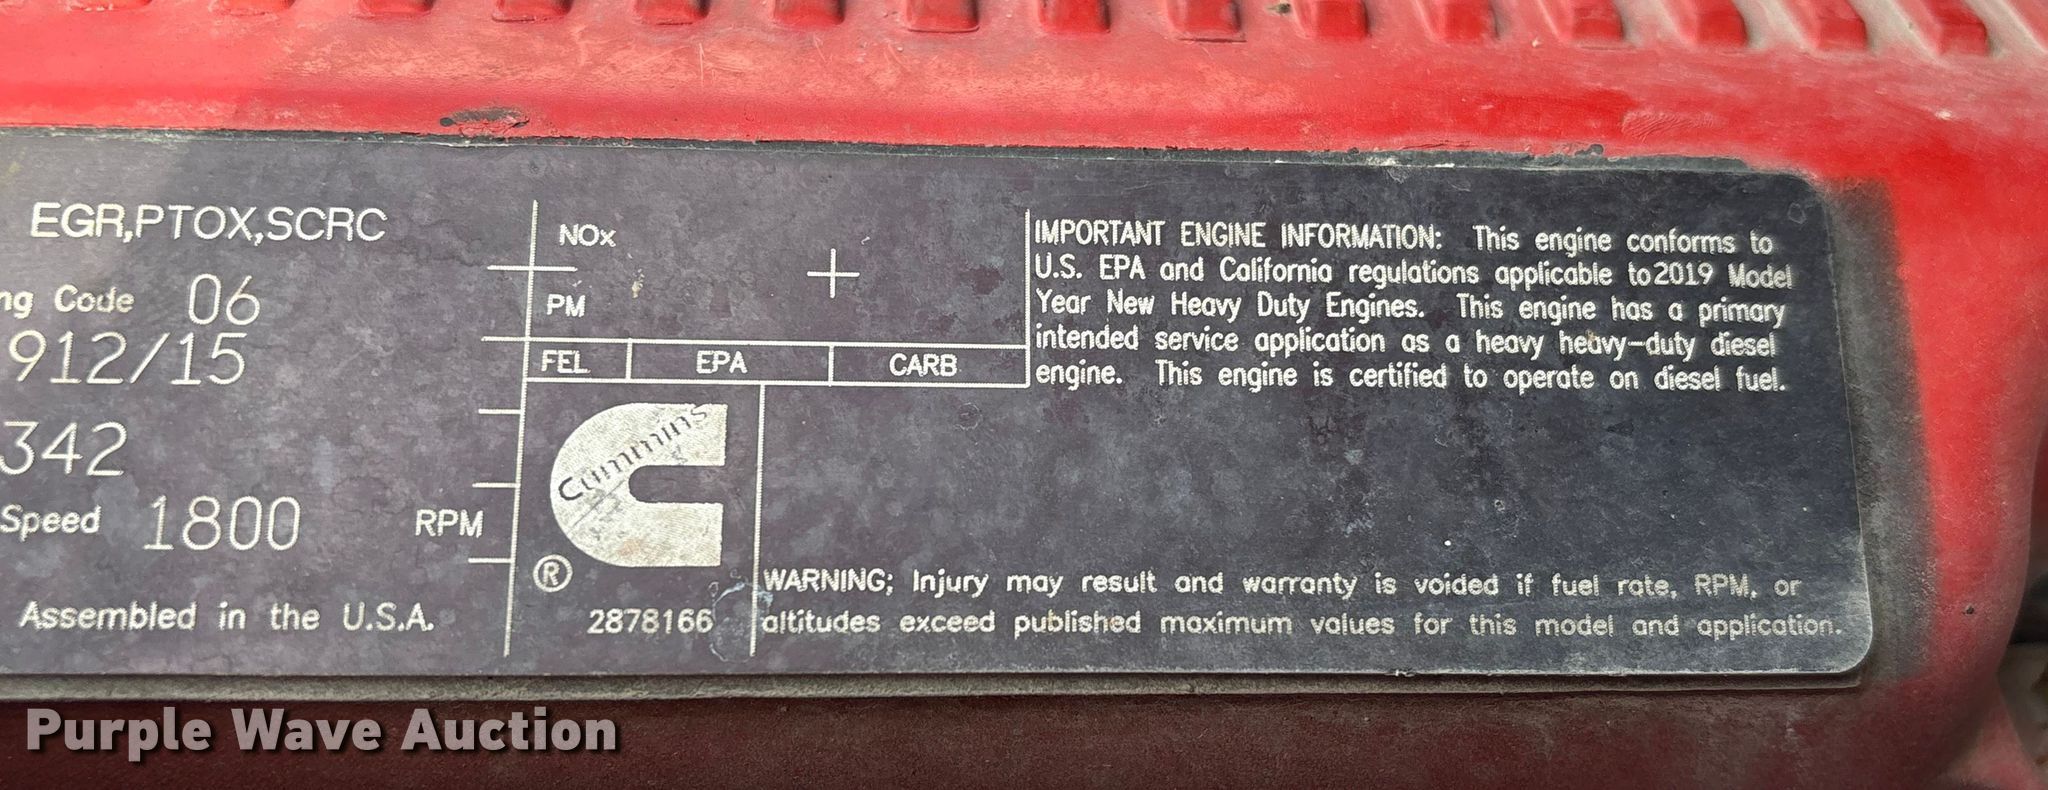 EGR,PTOX,SCRC
ng Code 06
912/15
342
Speed 1800 RPM
Assembled in the U.S.A.
NOx
PM
FEL EPA CARB
Cummins
®
2878166
IMPORTANT ENGINE INFORMATION: This engine conforms to
U.S. EPA and California regulations applicable to 2019 Model
Year New Heavy Duty Engines. This engine has a primary
intended service application as a heavy heavy-duty diesel
engine. This engine is certified to operate on diesel fuel.
WARNING; Injury may result and warranty is voided if fuel rate, RPM, or
altitudes exceed published maximum values for this model and application.
Purple Wave Auction